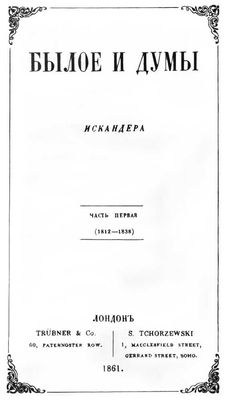 БЫЛОЕ И ДУМЫ
ИСКАНДЕРА
ЧАСТЬ ПЕРВАЯ
(1812—1838)
ЛОНДОНЪ
TRÜBNER & Co.
60, PATERNOSTER ROW.
S. TCHORZEWSKI
1, MACCLESFIELD STREET,
GERRARD STREET, SOHO.
1861.